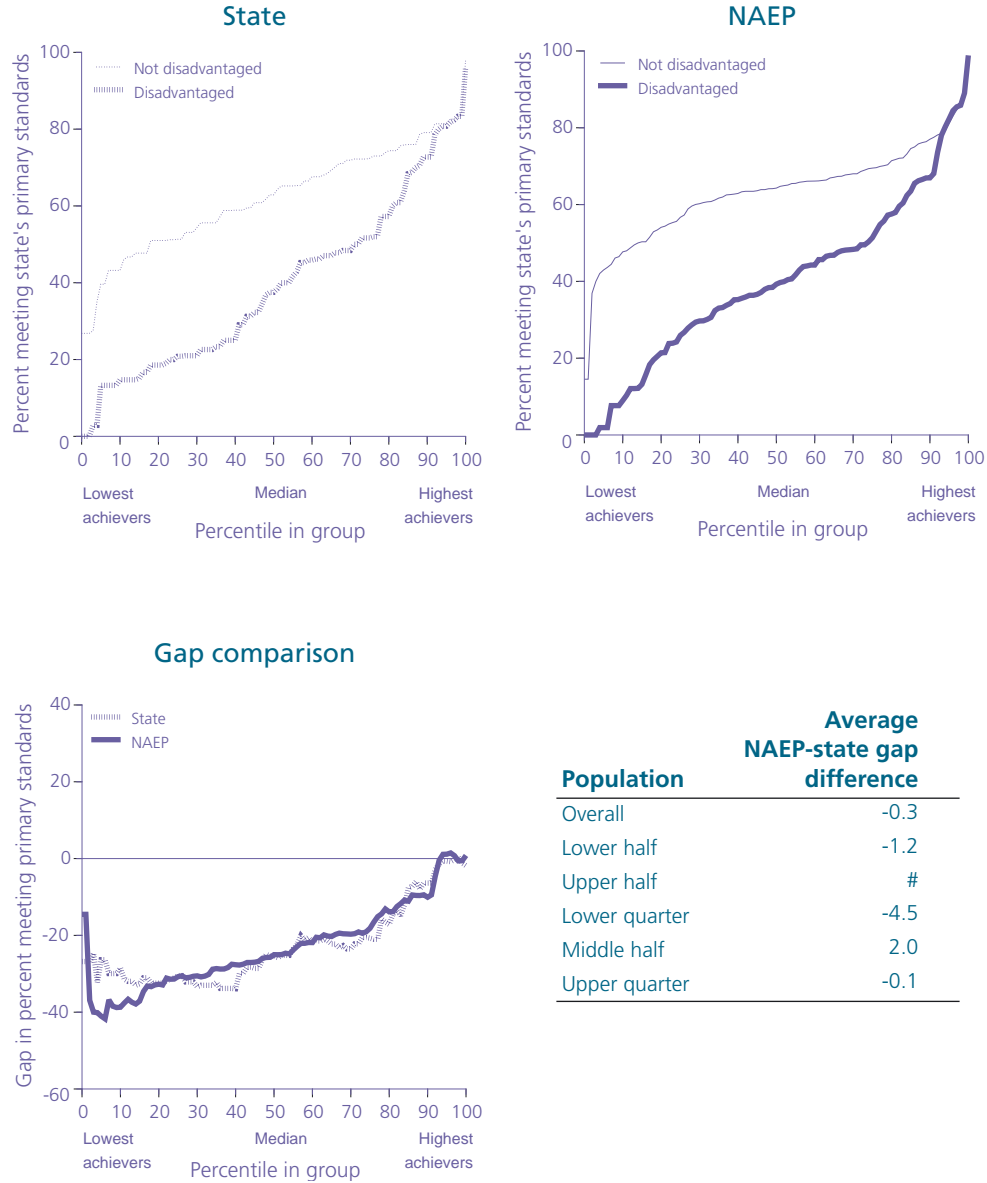 State
Percent meeting state's primary standards
100
80
60
40
20
0
Not disadvantaged
Disadvantaged
0 10 20 30 40 50 60 70 80 90 100
Lowest achievers
Median
Highest achievers
Percentile in group
NAEP
Percent meeting state's primary standards
100
80
60
40
20
0
Not disadvantaged
Disadvantaged
0 10 20 30 40 50 60 70 80 90 100
Lowest achievers
Median
Highest achievers
Percentile in group
Gap comparison
Gap in percent meeting primary standards
40
20
0
-20
-40
-60
State
NAEP
0 10 20 30 40 50 60 70 80 90 100
Lowest achievers
Median
Highest achievers
Percentile in group
Average
NAEP-state gap
Population difference
Overall -0.3
Lower half -1.2
Upper half #
Lower quarter -4.5
Middle half 2.0
Upper quarter -0.1